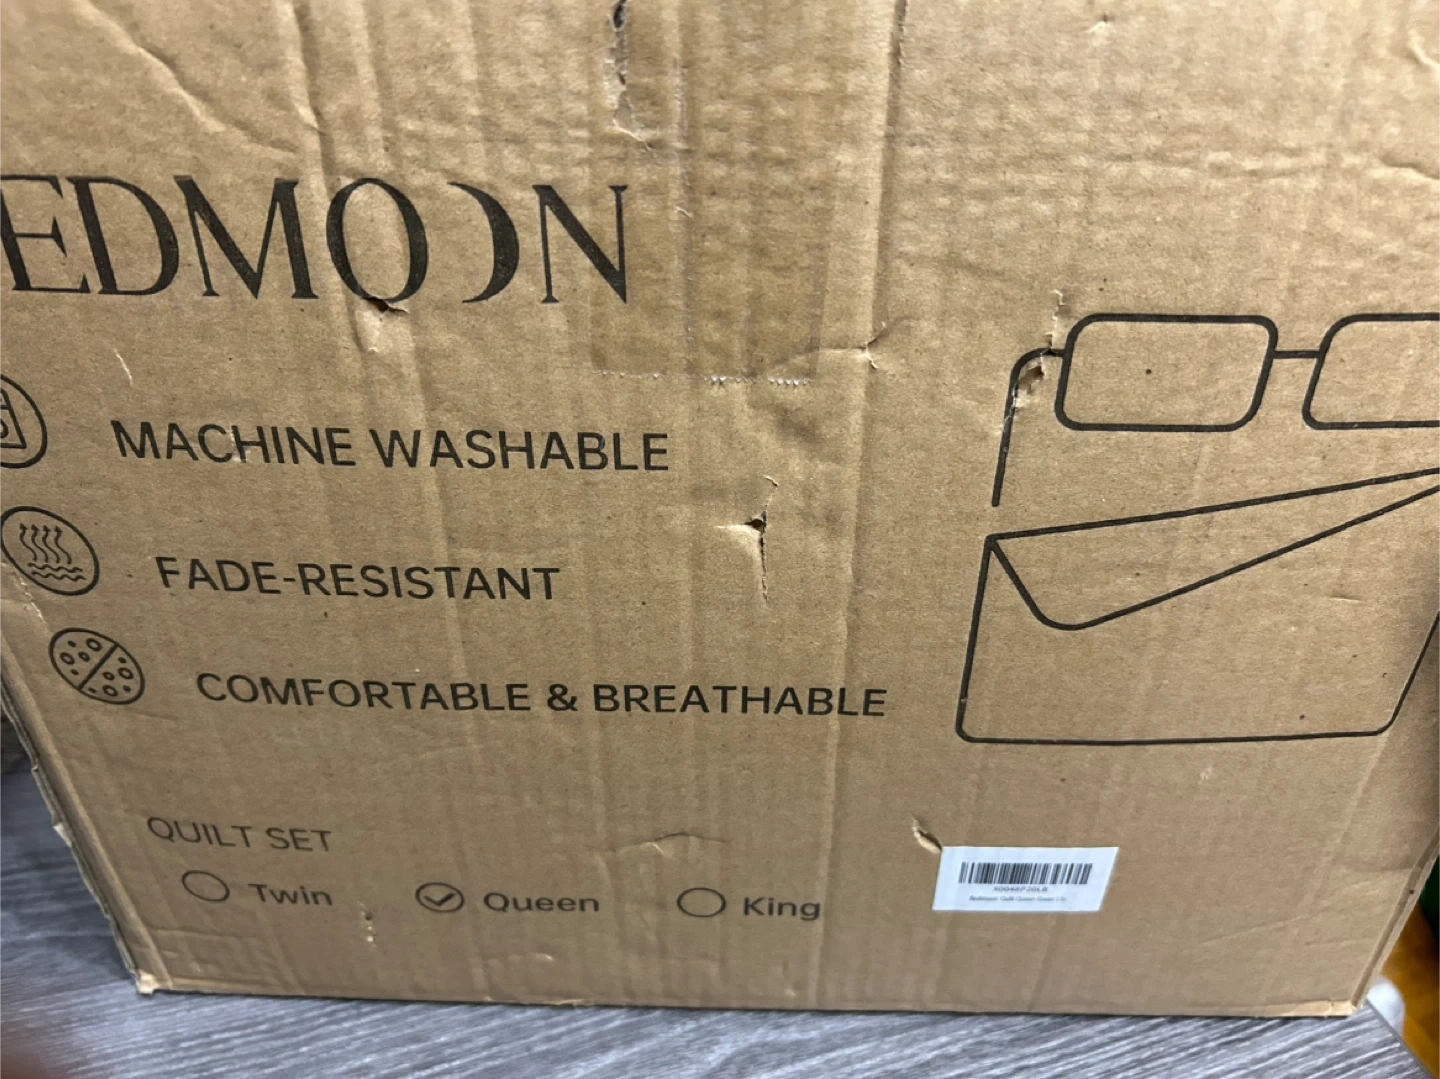 EDMOON
MACHINE WASHABLE
FADE-RESISTANT
COMFORTABLE & BREATHABLE
QUILT SET
Twin Queen King